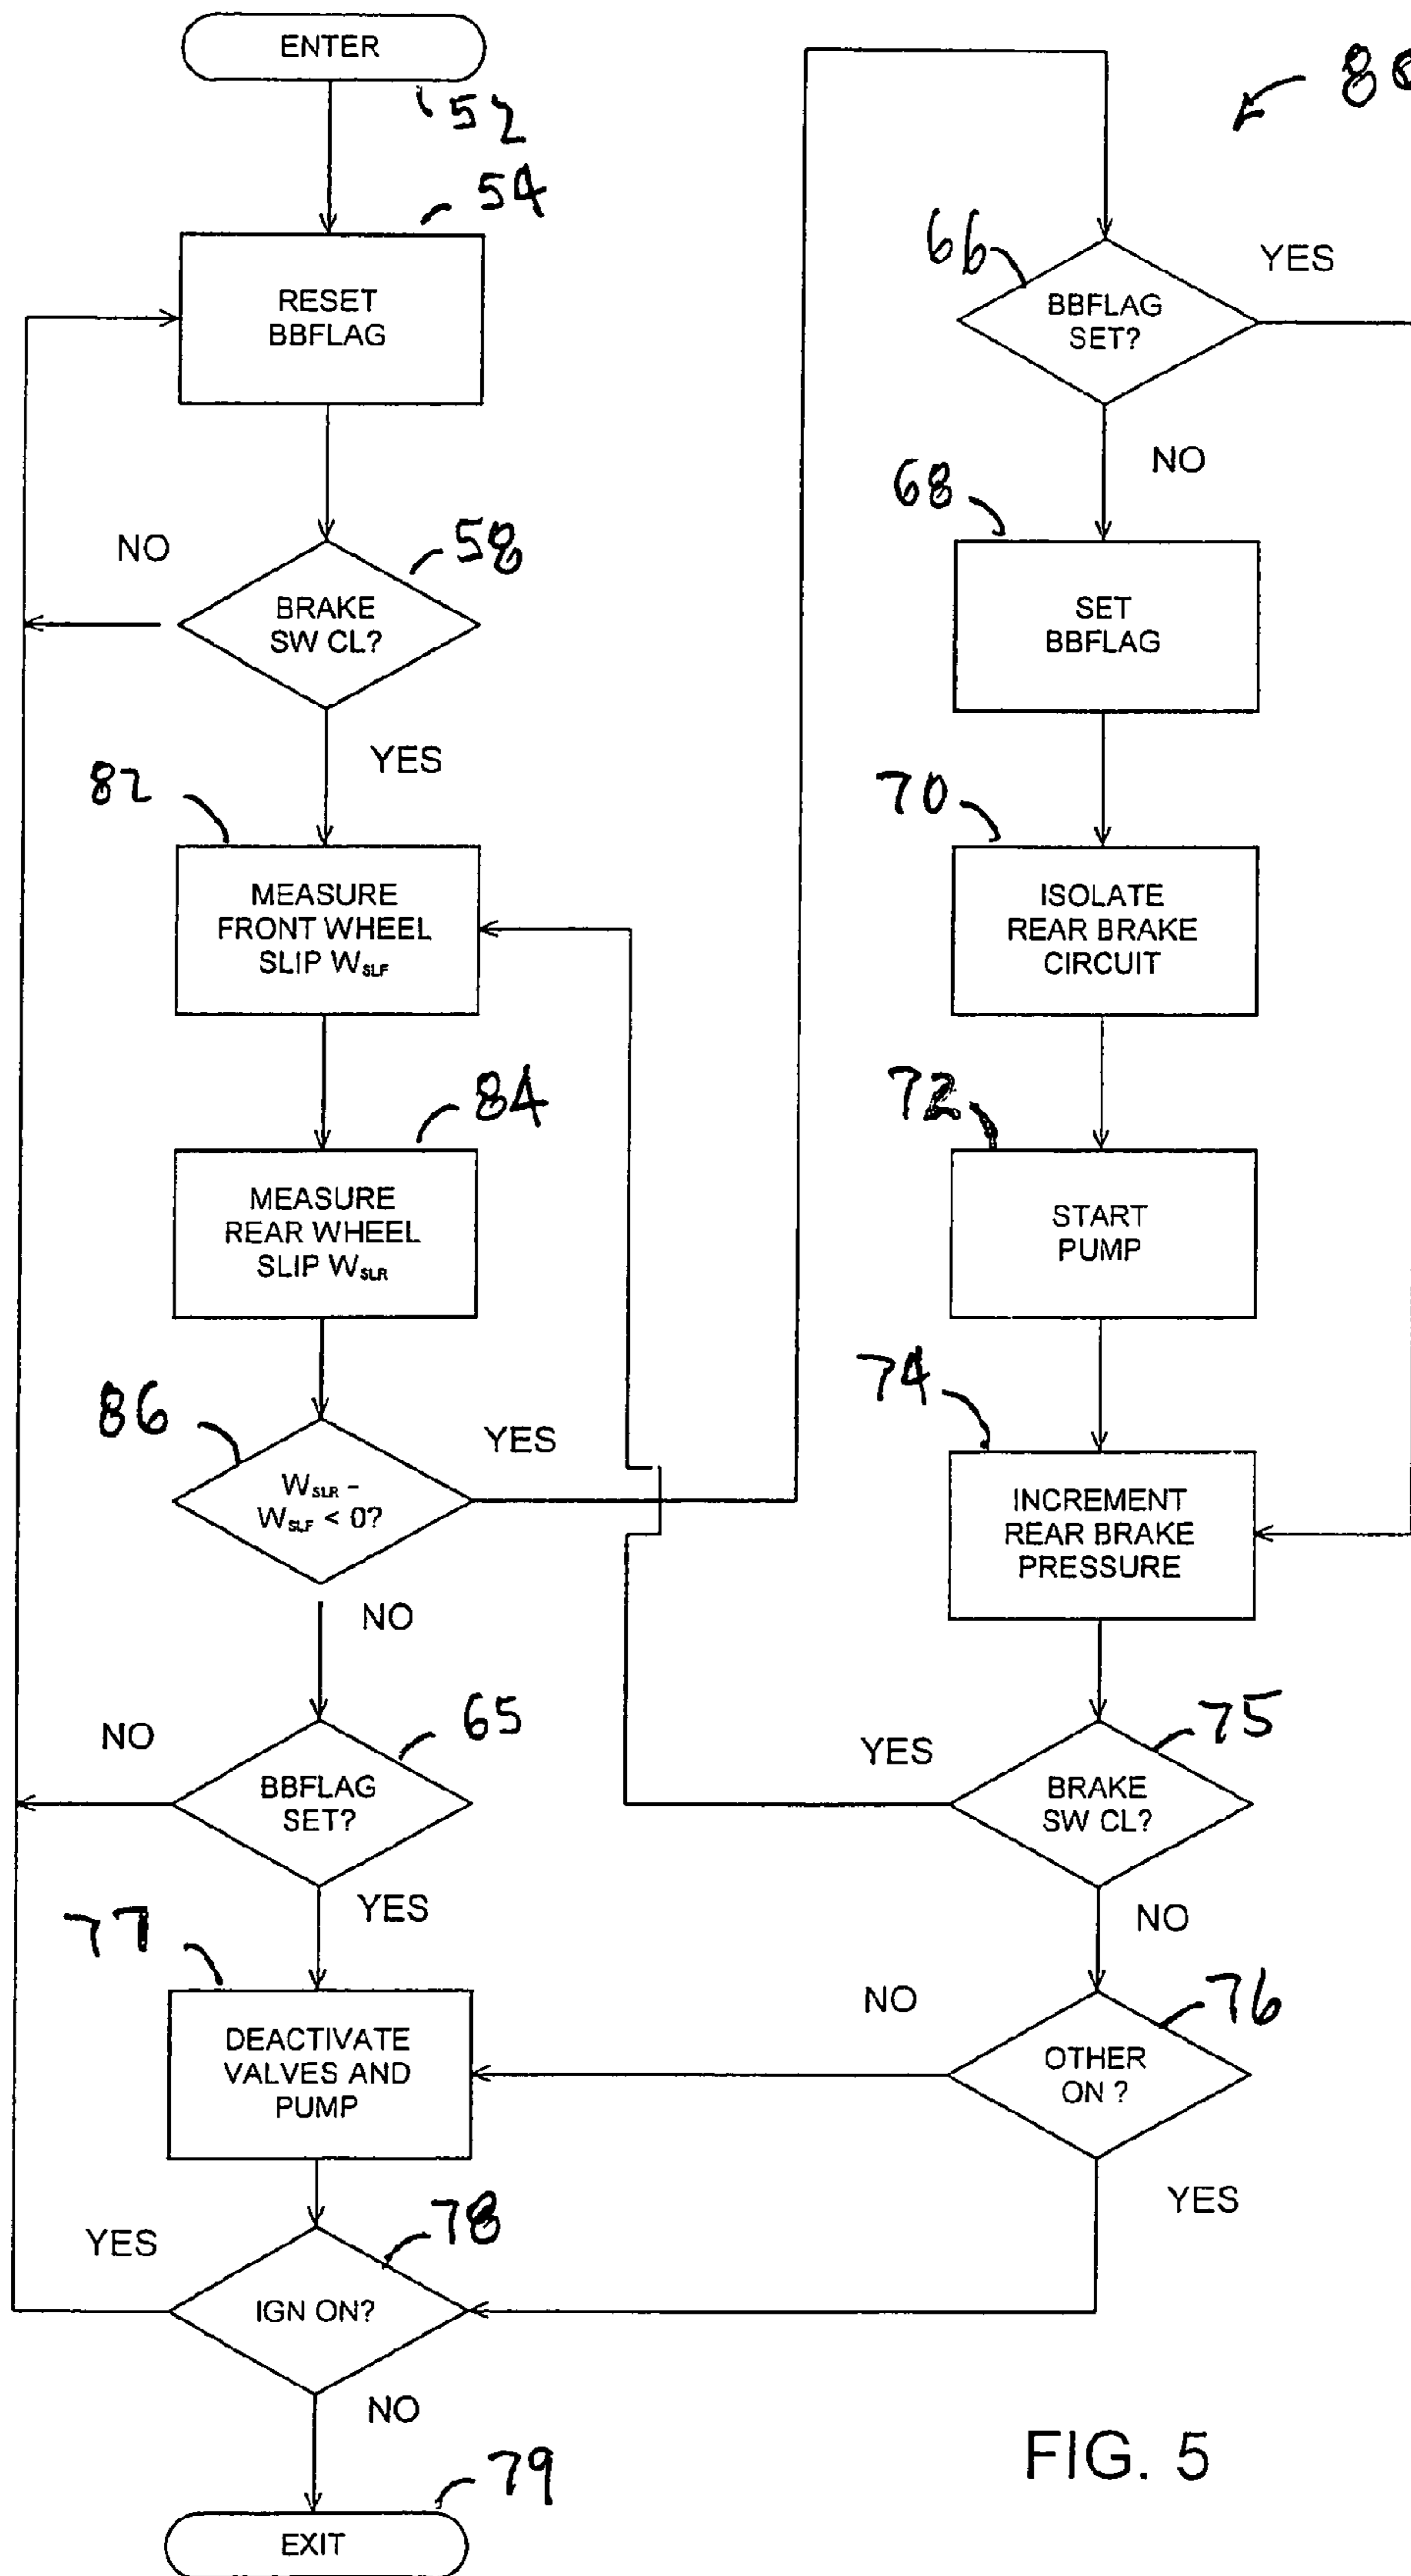 ENTER
52
54
RESET
BBFLAG
NO
58
BRAKE
SW CL?
YES
82
MEASURE
FRONT WHEEL
SLIP WSLF
84
MEASURE
REAR WHEEL
SLIP WSLR
86
YES
WSLR -
WSLF < 0?
NO
65
NO
BBFLAG
SET?
YES
77
DEACTIVATE
VALVES AND
PUMP
78
YES
IGN ON?
NO
79
EXIT
80
66
YES
BBFLAG
SET?
NO
68
SET
BBFLAG
70
ISOLATE
REAR BRAKE
CIRCUIT
72
START
PUMP
74
INCREMENT
REAR BRAKE
PRESSURE
75
YES
BRAKE
SW CL?
NO
76
NO
OTHER
ON ?
YES
FIG. 5